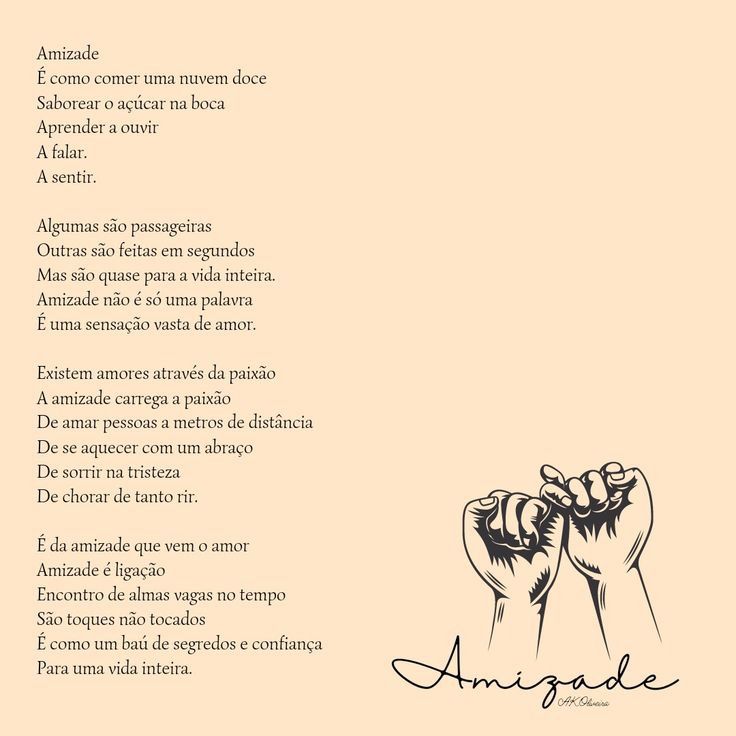 Amizade
É como comer uma nuvem doce
Saborear o açúcar na boca
Aprender a ouvir
A falar.
A sentir.
Algumas são passageiras
Outras são feitas em segundos
Mas são quase para a vida inteira.
Amizade não é só uma palavra
É uma sensação vasta de amor.
Existem amores através da paixão
A amizade carrega a paixão
De amar pessoas a metros de distância
De se aquecer com um abraço
De sorrir na tristeza
De chorar de tanto rir.
É da amizade que vem o amor
Amizade é ligação
Encontro de almas vagas no tempo
São toques não tocados
É como um baú de segredos e confiança
Para uma vida inteira.
Amizade
AK.Oliveira